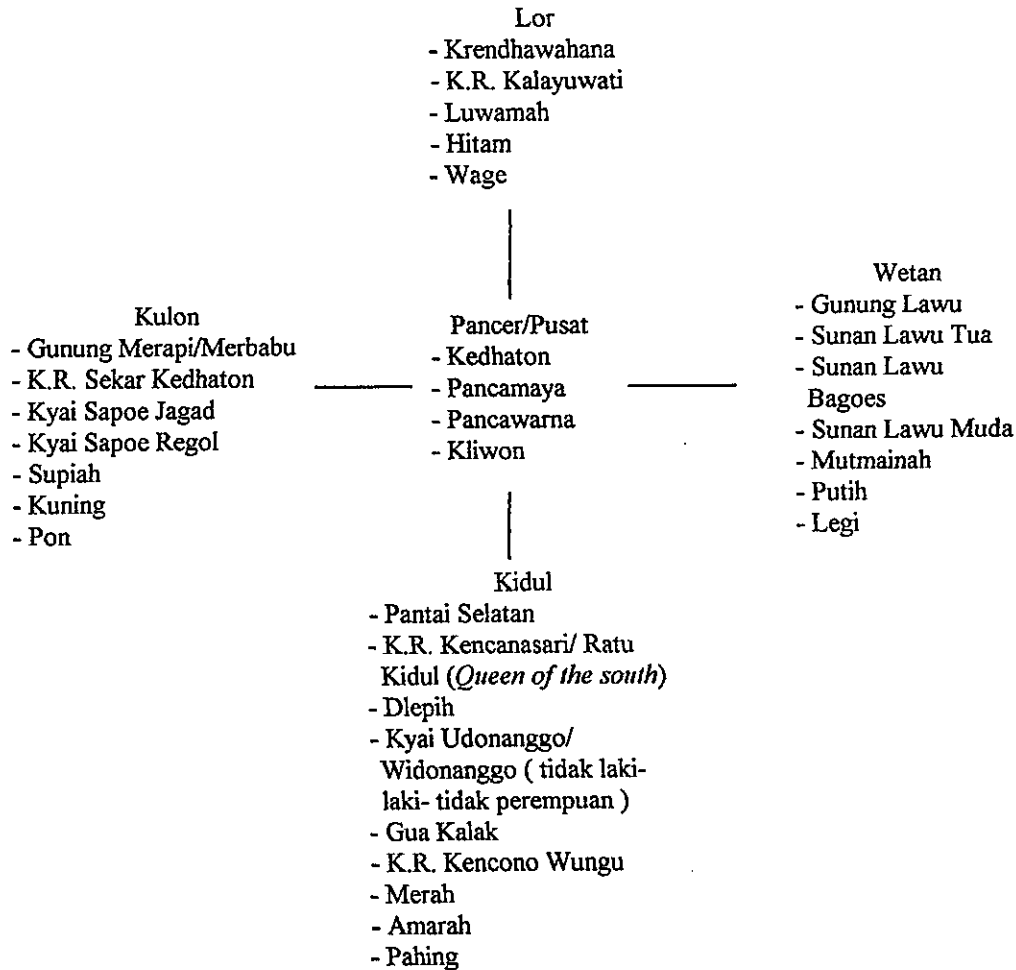 Lor
- Krendhawahana
- K.R. Kalayuwati
- Luwamah
- Hitam
- Wage
Kulon
- Gunung Merapi/Merbabu
- K.R. Sekar Kedhaton
- Kyai Sapoe Jagad
- Kyai Sapoe Regol
- Supiah
- Kuning
- Pon
Pancer/Pusat
- Kedhaton
- Pancamaya
- Pancawarna
- Kliwon
Wetan
- Gunung Lawu
- Sunan Lawu Tua
- Sunan Lawu
Bagoes
- Sunan Lawu Muda
- Mutmainah
- Putih
- Legi
Kidul
- Pantai Selatan
- K.R. Kencanasari/ Ratu
Kidul (Queen of the south)
- Dlepih
- Kyai Udonanggo/
Widonanggo ( tidak laki-
laki- tidak perempuan )
- Gua Kalak
- K.R. Kencono Wungu
- Merah
- Amarah
- Pahing